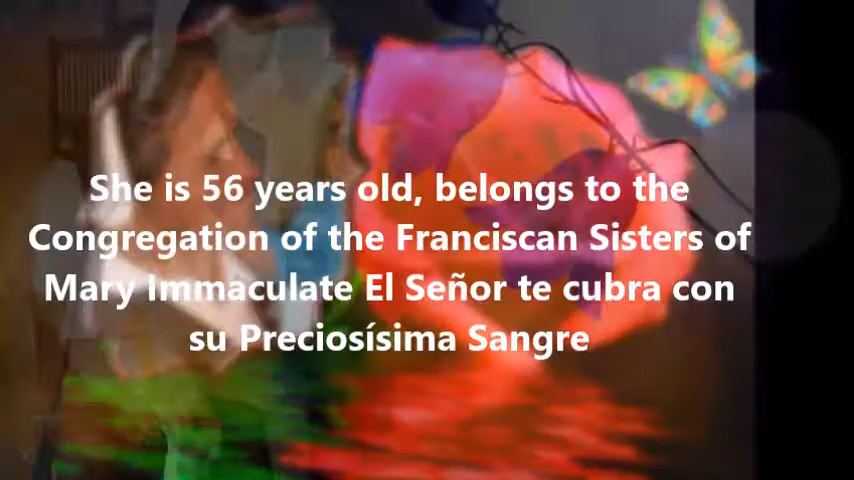 She is 56 years old, belongs to the
Congregation of the Franciscan Sisters of
Mary Immaculate El Señor te cubra con
su Preciosísima Sangre